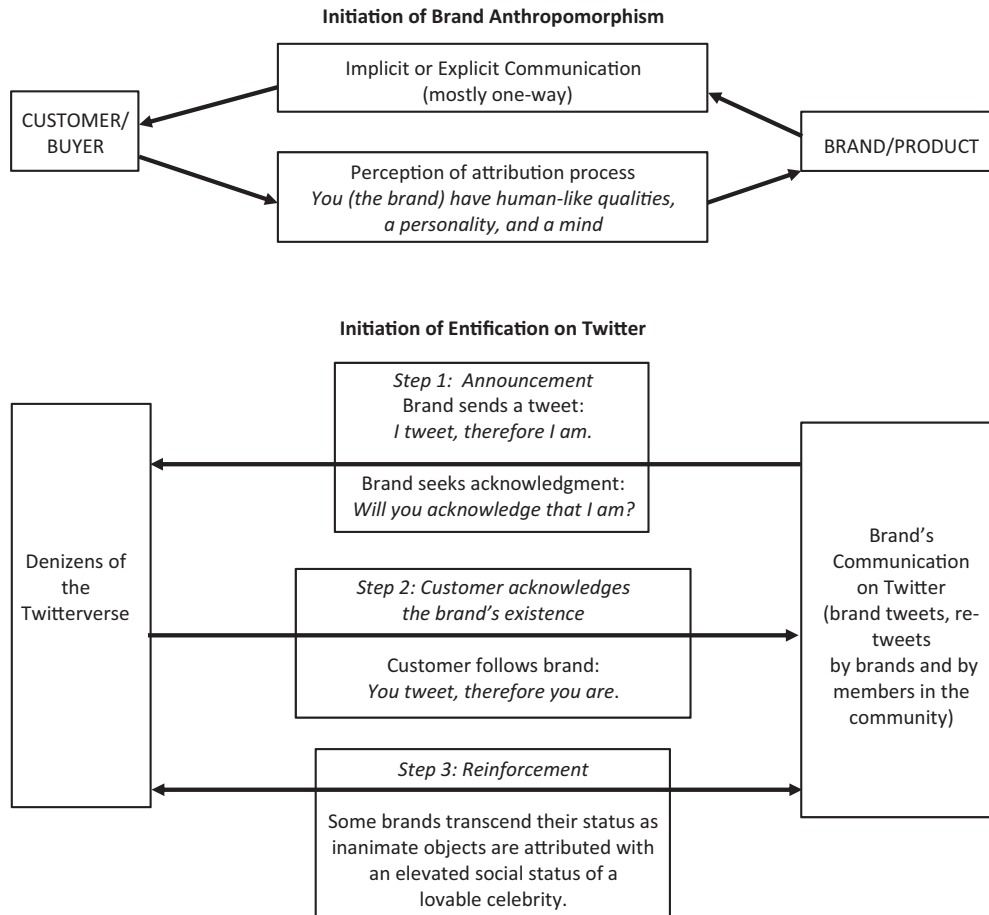 Initiation of Brand Anthropomorphism
Implicit or Explicit Communication
(mostly one-way)
CUSTOMER/
BUYER
BRAND/PRODUCT
Perception of attribution process
You (the brand) have human-like qualities,
a personality, and a mind
Initiation of Entification on Twitter
Step 1: Announcement
Brand sends a tweet:
I tweet, therefore I am.
Brand seeks acknowledgment:
Will you acknowledge that I am?
Denizens of
the
Twitterverse
Step 2: Customer acknowledges
the brand's existence
Customer follows brand:
You tweet, therefore you are.
Brand's
Communication
on Twitter
(brand tweets, re-
tweets
by brands and by
members in the
community)
Step 3: Reinforcement
Some brands transcend their status as
inanimate objects are attributed with
an elevated social status of a
lovable celebrity.